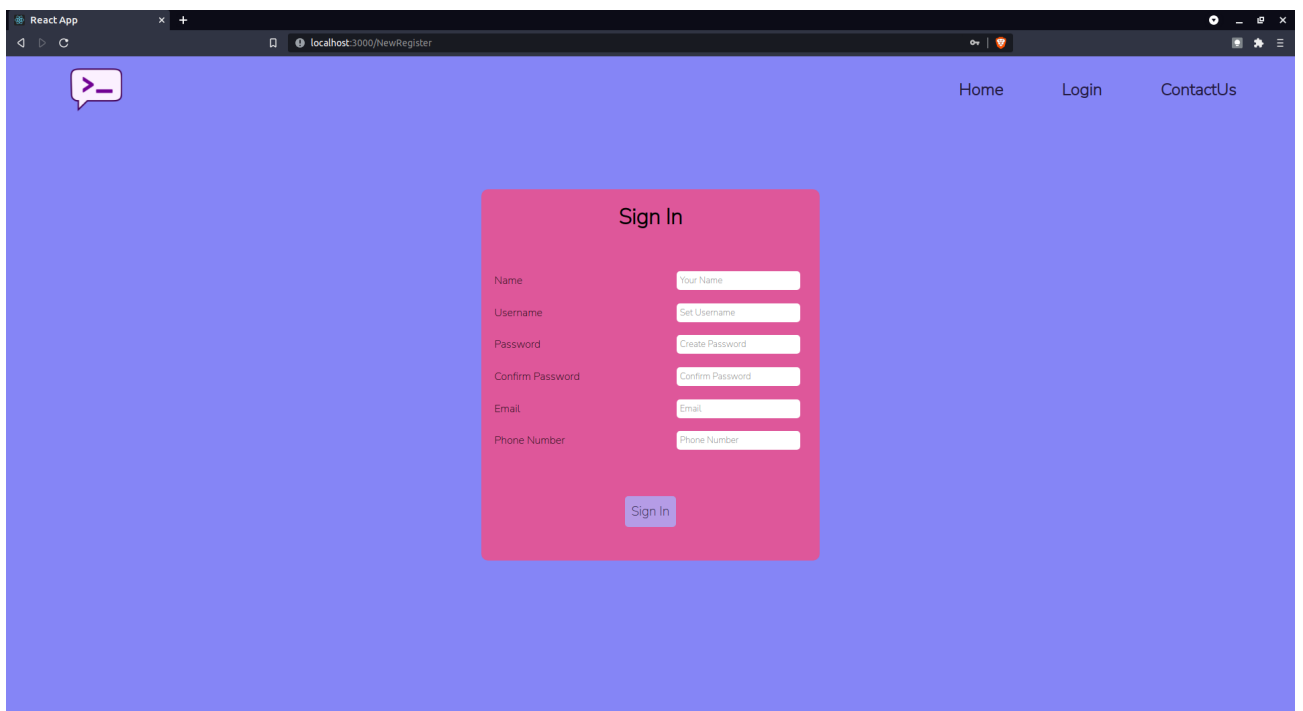 React App
localhost:3000/NewRegister
>_
Home Login ContactUs
Sign In
Name Your Name
Username Set Username
Password Create Password
Confirm Password Confirm Password
Email Email
Phone Number Phone Number
Sign In